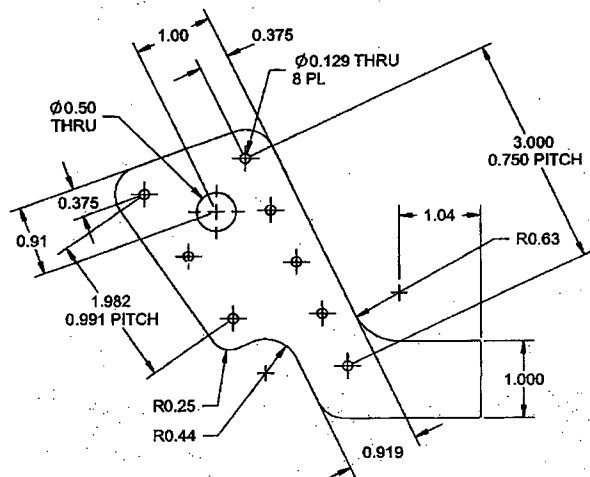 1.00
0.375
Ø0.129 THRU
8 PL
Ø0.50
THRU
3.000
0.750 PITCH
0.375
1.04
0.91
R0.63
1.982
0.991 PITCH
1.000
R0.25
R0.44
0.919